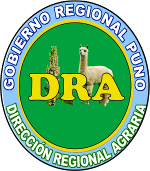 GOBIERNO REGIONAL PUNO
DRA
DIRECCIÓN REGIONAL AGRARIA